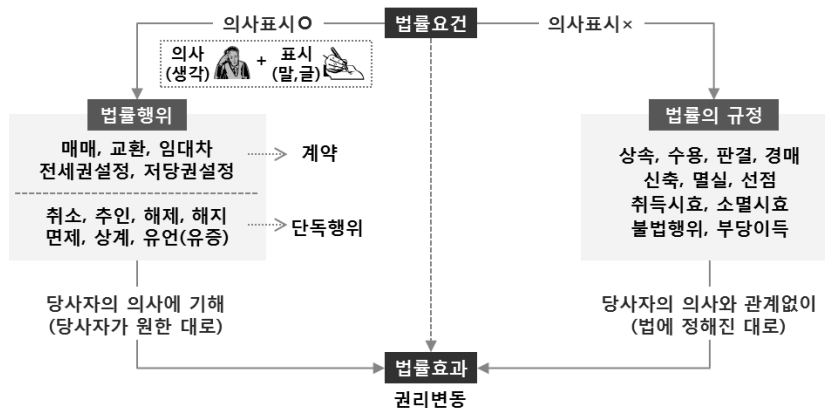 의사표시O
법률요건
의사표시×
의사
(생각)
+
표시
(말,글)
법률행위
매매, 교환, 임대차
전세권설정, 저당권설정
계약
취소, 추인, 해제, 해지
면제, 상계, 유언(유증)
단독행위
당사자의 의사에 기해
(당사자가 원한 대로)
법률의 규정
상속, 수용, 판결, 경매
신축, 멸실, 선점
취득시효, 소멸시효
불법행위, 부당이득
당사자의 의사와 관계없이
(법에 정해진 대로)
법률효과
권리변동